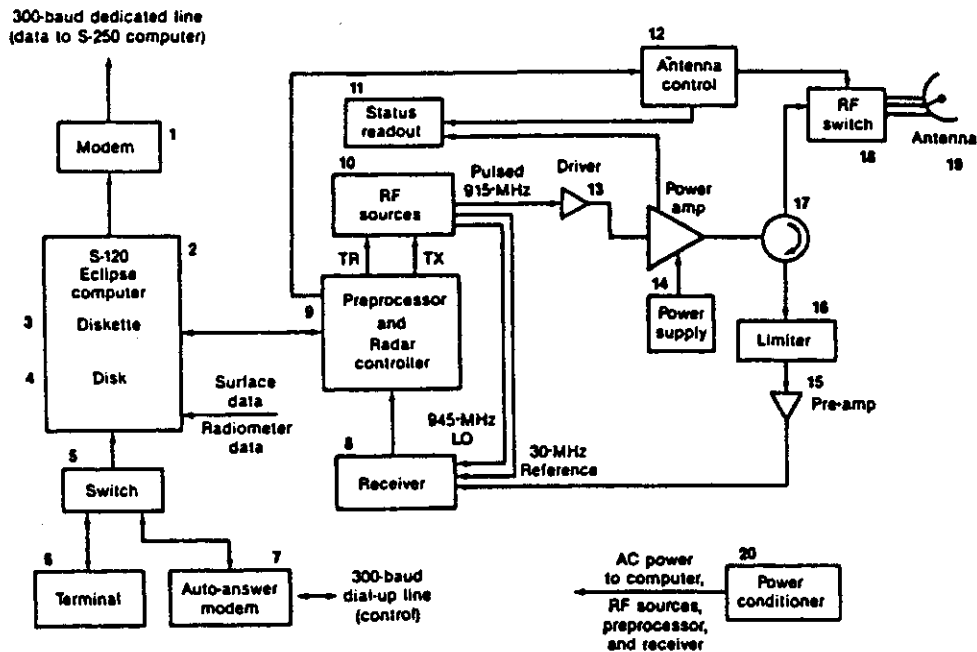 300-baud dedicated line
(data to S-250 computer)
1
Modem
2
S-120
Eclipse
computer
3
Diskette
4
Disk
Surface
data
Radiometer
data
5
Switch
6
Terminal
7
Auto-answer
modem
300-baud
dial-up line
(control)
8
Receiver
9
Preprocessor
and
Radar
controller
TR
TX
10
RF
sources
11
Status
readout
12
Antenna
control
Pulsed
915-MHz
Driver
13
Power
amp
14
Power
supply
945-MHz
LO
30-MHz
Reference
15
Pre-amp
16
Limiter
17
RF
switch
18
Antenna
19
AC power
to computer,
RF sources,
preprocessor,
and receiver
20
Power
conditioner